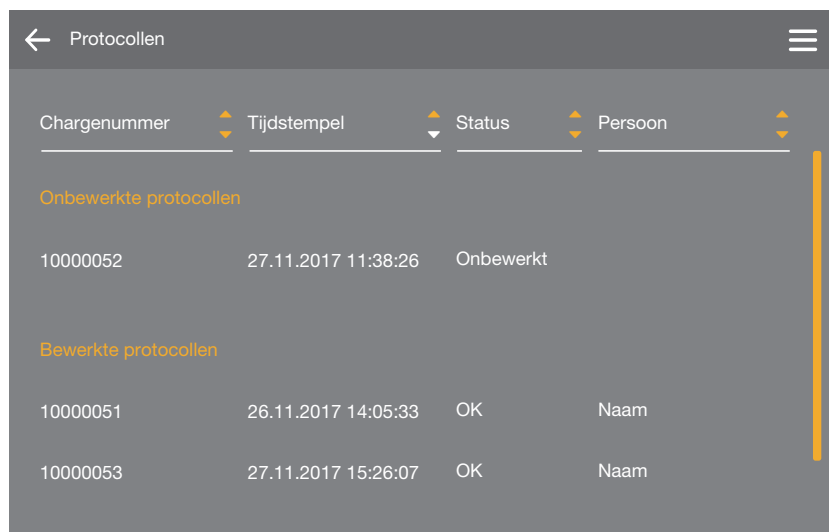 Protocollen
Chargenummer Tijdstempel Status Persoon
Onbewerkte protocollen
10000052 27.11.2017 11:38:26 Onbewerkt
Bewerkte protocollen
10000051 26.11.2017 14:05:33 OK Naam
10000053 27.11.2017 15:26:07 OK Naam